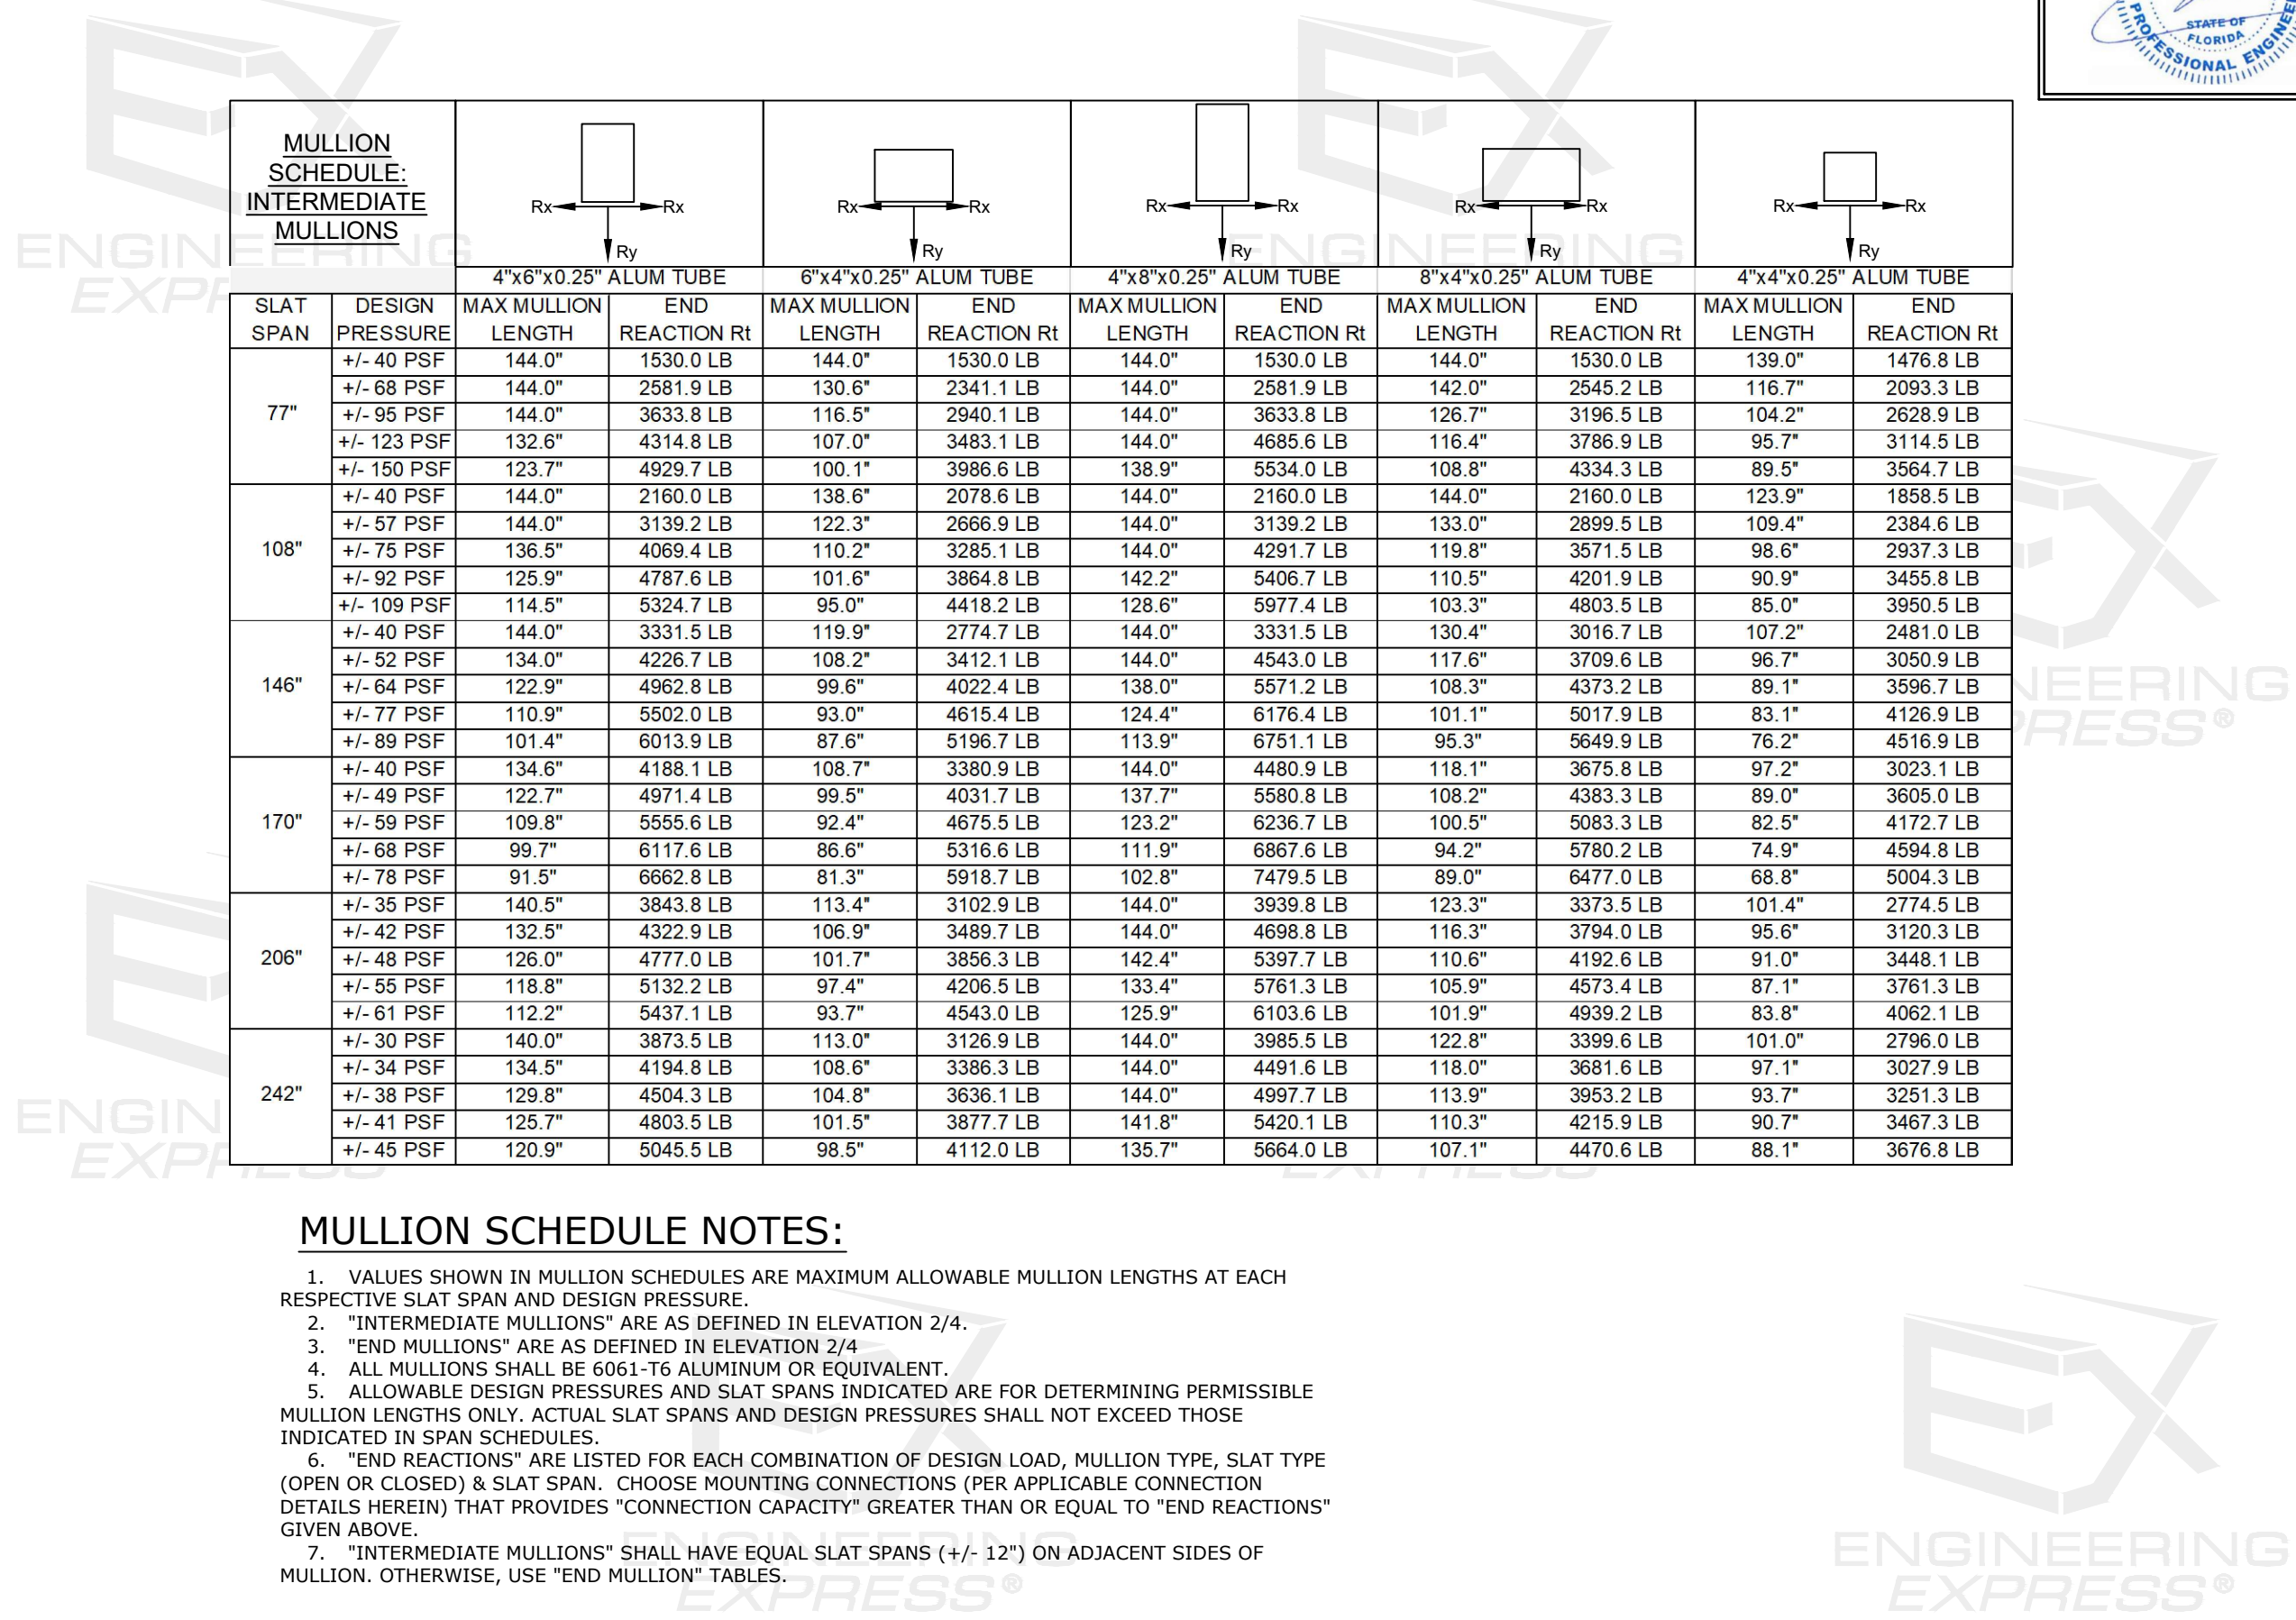 PROFESSIONAL ENGINEER
STATE OF
FLORIDA
MULLION
SCHEDULE:
INTERMEDIATE
MULLIONS
Rx Rx Ry Rx Rx Ry Rx Rx Ry Rx Rx Ry Rx Rx Ry
4"x6"x0.25" ALUM TUBE 6"x4"x0.25" ALUM TUBE 4"x8"x0.25" ALUM TUBE 8"x4"x0.25" ALUM TUBE 4"x4"x0.25" ALUM TUBE
SLAT DESIGN MAX MULLION END MAX MULLION END MAX MULLION END MAX MULLION END MAX MULLION END
SPAN PRESSURE LENGTH REACTION Rt LENGTH REACTION Rt LENGTH REACTION Rt LENGTH REACTION Rt LENGTH REACTION Rt
77"
+/- 40 PSF 144.0" 1530.0 LB 144.0" 1530.0 LB 144.0" 1530.0 LB 144.0" 1530.0 LB 139.0" 1476.8 LB
+/- 68 PSF 144.0" 2581.9 LB 130.6" 2341.1 LB 144.0" 2581.9 LB 142.0" 2545.2 LB 116.7" 2093.3 LB
+/- 95 PSF 144.0" 3633.8 LB 116.5" 2940.1 LB 144.0" 3633.8 LB 126.7" 3196.5 LB 104.2" 2628.9 LB
+/- 123 PSF 132.6" 4314.8 LB 107.0" 3483.1 LB 144.0" 4685.6 LB 116.4" 3786.9 LB 95.7" 3114.5 LB
+/- 150 PSF 123.7" 4929.7 LB 100.1" 3986.6 LB 138.9" 5534.0 LB 108.8" 4334.3 LB 89.5" 3564.7 LB
108"
+/- 40 PSF 144.0" 2160.0 LB 138.6" 2078.6 LB 144.0" 2160.0 LB 144.0" 2160.0 LB 123.9" 1858.5 LB
+/- 57 PSF 144.0" 3139.2 LB 122.3" 2666.9 LB 144.0" 3139.2 LB 133.0" 2899.5 LB 109.4" 2384.6 LB
+/- 75 PSF 136.5" 4069.4 LB 110.2" 3285.1 LB 144.0" 4291.7 LB 119.8" 3571.5 LB 98.6" 2937.3 LB
+/- 92 PSF 125.9" 4787.6 LB 101.6" 3864.8 LB 142.2" 5406.7 LB 110.5" 4201.9 LB 90.9" 3455.8 LB
+/- 109 PSF 114.5" 5324.7 LB 95.0" 4418.2 LB 128.6" 5977.4 LB 103.3" 4803.5 LB 85.0" 3950.5 LB
146"
+/- 40 PSF 144.0" 3331.5 LB 119.9" 2774.7 LB 144.0" 3331.5 LB 130.4" 3016.7 LB 107.2" 2481.0 LB
+/- 52 PSF 134.0" 4226.7 LB 108.2" 3412.1 LB 144.0" 4543.0 LB 117.6" 3709.6 LB 96.7" 3050.9 LB
+/- 64 PSF 122.9" 4962.8 LB 99.6" 4022.4 LB 138.0" 5571.2 LB 108.3" 4373.2 LB 89.1" 3596.7 LB
+/- 77 PSF 110.9" 5502.0 LB 93.0" 4615.4 LB 124.4" 6176.4 LB 101.1" 5017.9 LB 83.1" 4126.9 LB
+/- 89 PSF 101.4" 6013.9 LB 87.6" 5196.7 LB 113.9" 6751.1 LB 95.3" 5649.9 LB 76.2" 4516.9 LB
170"
+/- 40 PSF 134.6" 4188.1 LB 108.7" 3380.9 LB 144.0" 4480.9 LB 118.1" 3675.8 LB 97.2" 3023.1 LB
+/- 49 PSF 122.7" 4971.4 LB 99.5" 4031.7 LB 137.7" 5580.8 LB 108.2" 4383.3 LB 89.0" 3605.0 LB
+/- 59 PSF 109.8" 5555.6 LB 92.4" 4675.5 LB 123.2" 6236.7 LB 100.5" 5083.3 LB 82.5" 4172.7 LB
+/- 68 PSF 99.7" 6117.6 LB 86.6" 5316.6 LB 111.9" 6867.6 LB 94.2" 5780.2 LB 74.9" 4594.8 LB
+/- 78 PSF 91.5" 6662.8 LB 81.3" 5918.7 LB 102.8" 7479.5 LB 89.0" 6477.0 LB 68.8" 5004.3 LB
206"
+/- 35 PSF 140.5" 3843.8 LB 113.4" 3102.9 LB 144.0" 3939.8 LB 123.3" 3373.5 LB 101.4" 2774.5 LB
+/- 42 PSF 132.5" 4322.9 LB 106.9" 3489.7 LB 144.0" 4698.8 LB 116.3" 3794.0 LB 95.6" 3120.3 LB
+/- 48 PSF 126.0" 4777.0 LB 101.7" 3856.3 LB 142.4" 5397.7 LB 110.6" 4192.6 LB 91.0" 3448.1 LB
+/- 55 PSF 118.8" 5132.2 LB 97.4" 4206.5 LB 133.4" 5761.3 LB 105.9" 4573.4 LB 87.1" 3761.3 LB
+/- 61 PSF 112.2" 5437.1 LB 93.7" 4543.0 LB 125.9" 6103.6 LB 101.9" 4939.2 LB 83.8" 4062.1 LB
242"
+/- 30 PSF 140.0" 3873.5 LB 113.0" 3126.9 LB 144.0" 3985.5 LB 122.8" 3399.6 LB 101.0" 2796.0 LB
+/- 34 PSF 134.5" 4194.8 LB 108.6" 3386.3 LB 144.0" 4491.6 LB 118.0" 3681.6 LB 97.1" 3027.9 LB
+/- 38 PSF 129.8" 4504.3 LB 104.8" 3636.1 LB 144.0" 4997.7 LB 113.9" 3953.2 LB 93.7" 3251.3 LB
+/- 41 PSF 125.7" 4803.5 LB 101.5" 3877.7 LB 141.8" 5420.1 LB 110.3" 4215.9 LB 90.7" 3467.3 LB
+/- 45 PSF 120.9" 5045.5 LB 98.5" 4112.0 LB 135.7" 5664.0 LB 107.1" 4470.6 LB 88.1" 3676.8 LB
MULLION SCHEDULE NOTES:
1. VALUES SHOWN IN MULLION SCHEDULES ARE MAXIMUM ALLOWABLE MULLION LENGTHS AT EACH
RESPECTIVE SLAT SPAN AND DESIGN PRESSURE.
2. "INTERMEDIATE MULLIONS" ARE AS DEFINED IN ELEVATION 2/4.
3. "END MULLIONS" ARE AS DEFINED IN ELEVATION 2/4
4. ALL MULLIONS SHALL BE 6061-T6 ALUMINUM OR EQUIVALENT.
5. ALLOWABLE DESIGN PRESSURES AND SLAT SPANS INDICATED ARE FOR DETERMINING PERMISSIBLE
MULLION LENGTHS ONLY. ACTUAL SLAT SPANS AND DESIGN PRESSURES SHALL NOT EXCEED THOSE
INDICATED IN SPAN SCHEDULES.
6. "END REACTIONS" ARE LISTED FOR EACH COMBINATION OF DESIGN LOAD, MULLION TYPE, SLAT TYPE
(OPEN OR CLOSED) & SLAT SPAN. CHOOSE MOUNTING CONNECTIONS (PER APPLICABLE CONNECTION
DETAILS HEREIN) THAT PROVIDES "CONNECTION CAPACITY" GREATER THAN OR EQUAL TO "END REACTIONS"
GIVEN ABOVE.
7. "INTERMEDIATE MULLIONS" SHALL HAVE EQUAL SLAT SPANS (+/- 12") ON ADJACENT SIDES OF
MULLION. OTHERWISE, USE "END MULLION" TABLES.
ENGINEERING
EXPRESS®